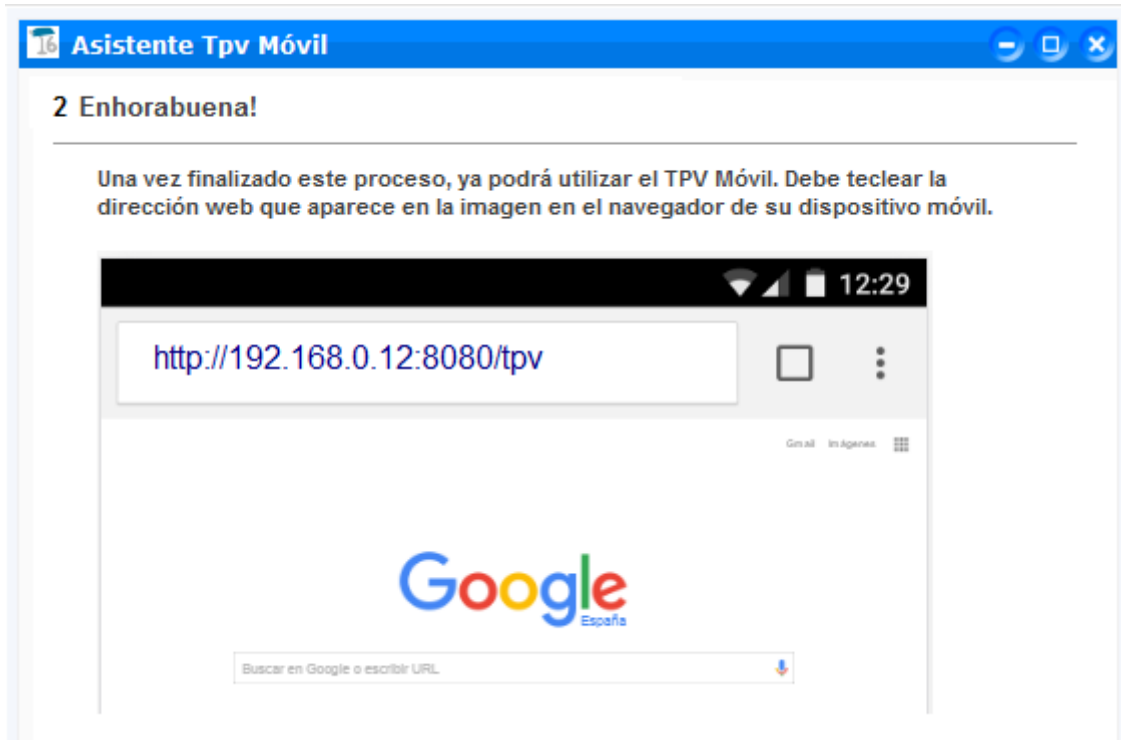 16 Asistente Tpv Móvil
2 Enhorabuena!
Una vez finalizado este proceso, ya podrá utilizar el TPV Móvil. Debe teclear la
dirección web que aparece en la imagen en el navegador de su dispositivo móvil.
12:29
http://192.168.0.12:8080/tpv
Gmail Imágenes
Google
España
Buscar en Google o escribir URL